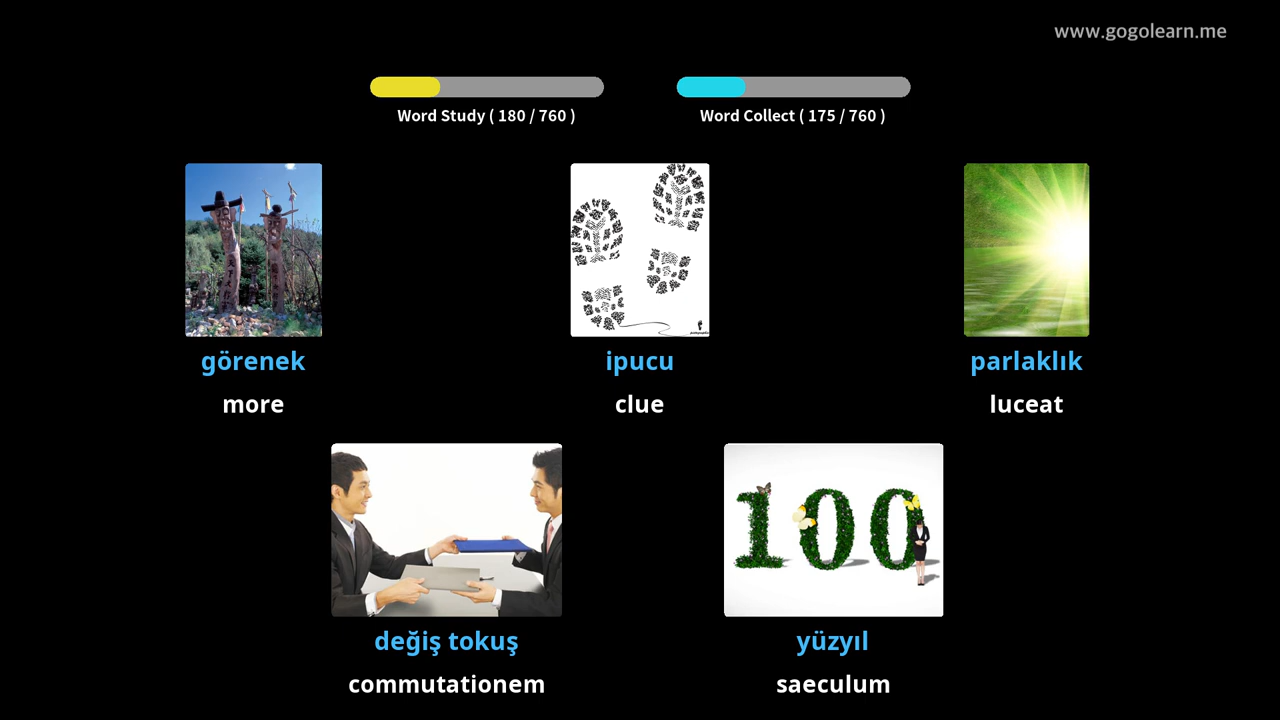 www.gogolearn.me
Word Study ( 180 / 760 )
Word Collect ( 175 / 760 )
görenek
ipucu
parlaklık
more
clue
luceat
değiş tokuş
yüzyıl
commutationem
saeculum